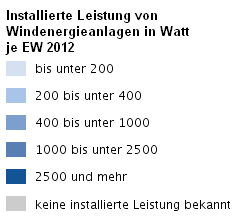 Installierte Leistung von
Windenergieanlagen in Watt
je EW 2012
bis unter 200
200 bis unter 400
400 bis unter 1000
1000 bis unter 2500
2500 und mehr
keine installierte Leistung bekannt